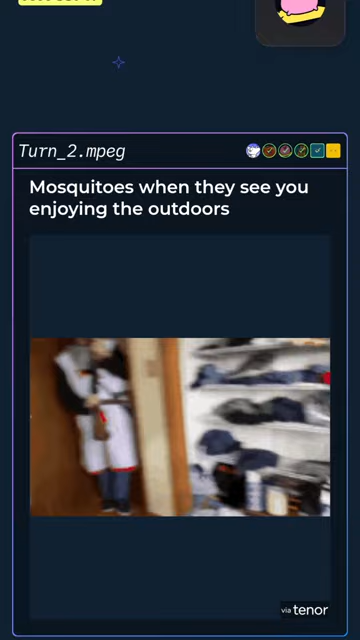 Turn_2.mpeg
Mosquitoes when they see you
enjoying the outdoors
via tenor